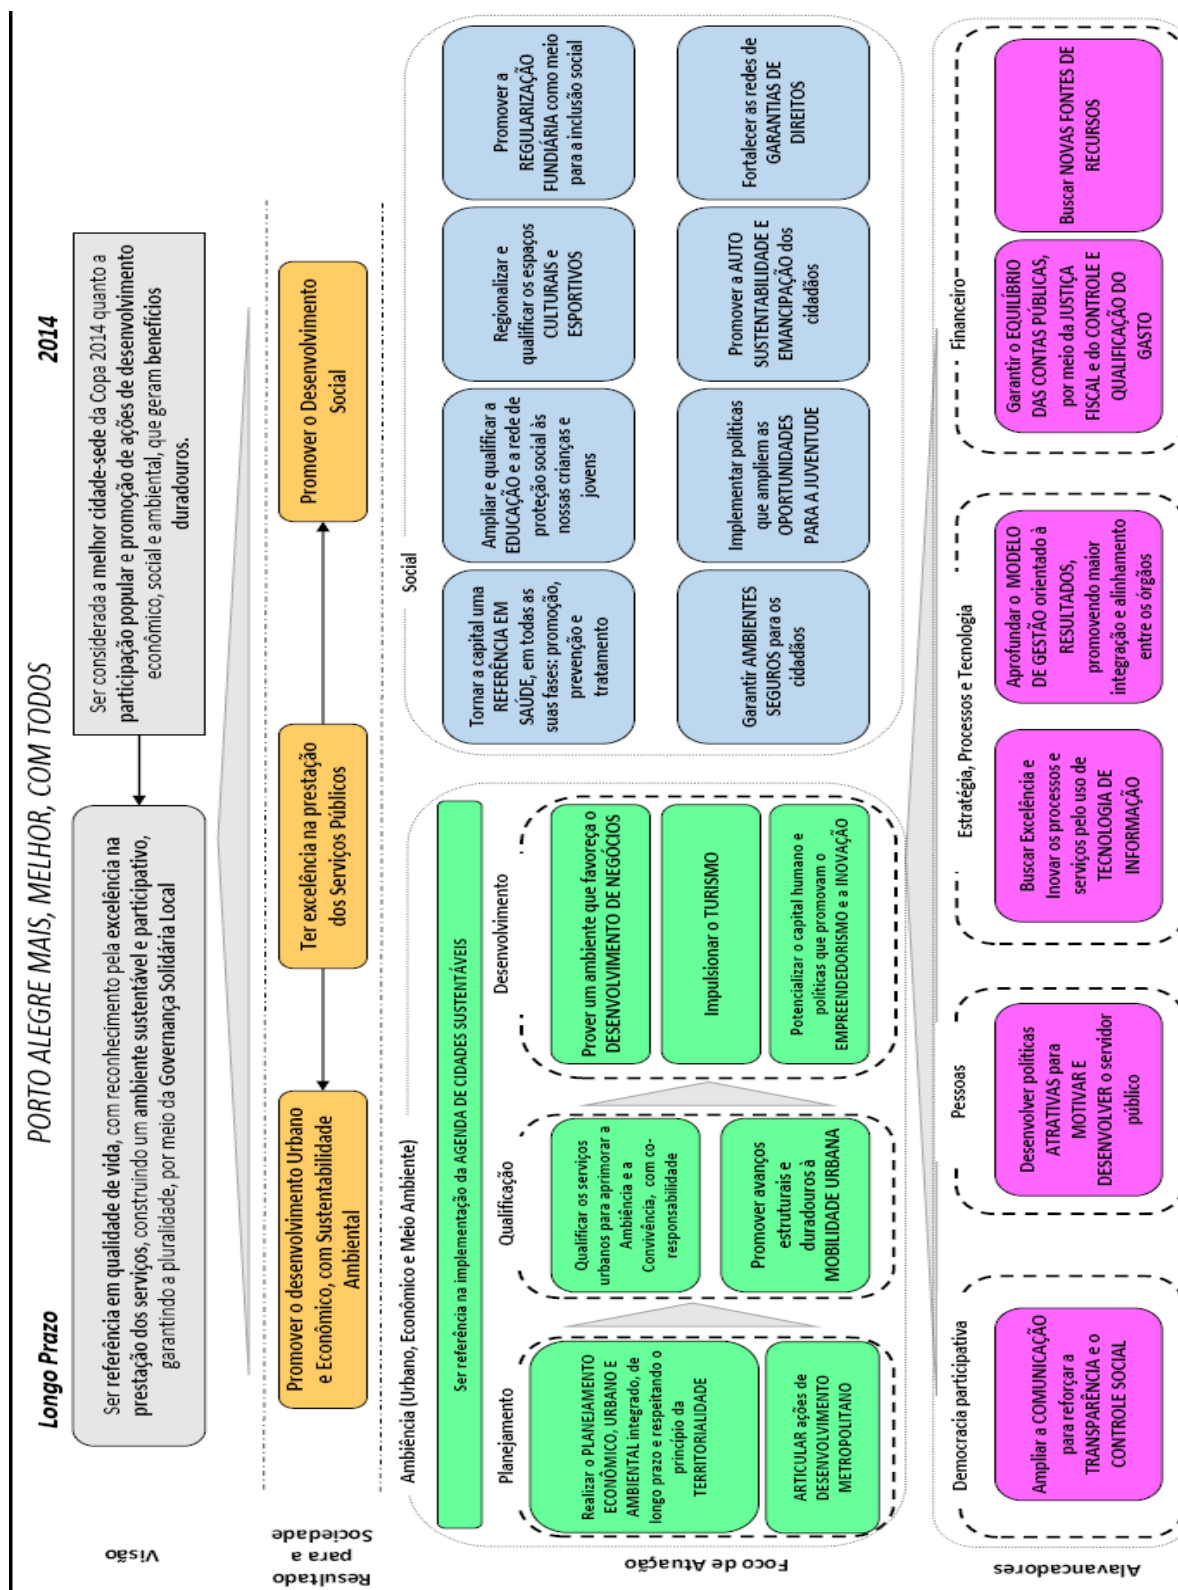 PORTO ALEGRE MAIS, MELHOR, COM TODOS
Longo Prazo
2014
Visão
Ser referência em qualidade de vida, com reconhecimento pela excelência na
prestação dos serviços, construindo um ambiente sustentável e participativo,
garantindo a pluralidade, por meio da Governança Solidária Local
Ser considerada a melhor cidade-sede da Copa 2014 quanto a
participação popular e promoção de ações de desenvolvimento
econômico, social e ambiental, que geram benefícios
duradouros.
Resultado
para a
Sociedade
Promover o desenvolvimento Urbano
e Econômico, com Sustentabilidade
Ambiental
Ter excelência na prestação
dos Serviços Públicos
Promover o Desenvolvimento
Social
Foco de Atuação
Ambiência (Urbano, Econômico e Meio Ambiente)
Ser referência na implementação da AGENDA DE CIDADES SUSTENTÁVEIS
Planejamento
Realizar o PLANEJAMENTO
ECONÔMICO, URBANO E
AMBIENTAL integrado, de
longo prazo e respeitando o
princípio da
TERRITORIALIDADE
ARTICULAR ações de
DESENVOLVIMENTO
METROPOLITANO
Qualificação
Qualificar os serviços
urbanos para aprimorar a
Ambiência e a
Convivência, com co-
responsabilidade
Promover avanços
estruturais e
duradouros à
MOBILIDADE URBANA
Desenvolvimento
Prover um ambiente que favoreça o
DESENVOLVIMENTO DE NEGÓCIOS
Impulsionar o TURISMO
Potencializar o capital humano e
políticas que promovam o
EMPREENDEDORISMO e a INOVAÇÃO
Social
Tornar a capital uma
REFERÊNCIA EM
SAÚDE, em todas as
suas fases: promoção,
prevenção e
tratamento
Ampliar e qualificar a
EDUCAÇÃO e a rede de
proteção social às
nossas crianças e
jovens
Regionalizar e
qualificar os espaços
CULTURAIS e
ESPORTIVOS
Promover a
REGULARIZAÇÃO
FUNDIÁRIA como meio
para a inclusão social
Garantir AMBIENTES
SEGUROS para os
cidadãos
Implementar políticas
que ampliem as
OPORTUNIDADES
PARA A JUVENTUDE
Promover a AUTO
SUSTENTABILIDADE E
EMANCIPAÇÃO dos
cidadãos
Fortalecer as redes de
GARANTIAS DE
DIREITOS
Alavancadores
Democracia participativa
Ampliar a COMUNICAÇÃO
para reforçar a
TRANSPARÊNCIA e o
CONTROLE SOCIAL
Pessoas
Desenvolver políticas
ATRATIVAS para
MOTIVAR E
DESENVOLVER o servidor
público
Estratégia, Processos e Tecnologia
Buscar Excelência e
Inovar os processos e
serviços pelo uso de
TECNOLOGIA DE
INFORMAÇÃO
Aprofundar o MODELO
DE GESTÃO orientado à
RESULTADOS,
promovendo maior
integração e alinhamento
entre os órgãos
Financeiro
Garantir o EQUILÍBRIO
DAS CONTAS PÚBLICAS,
por meio da JUSTIÇA
FISCAL e do CONTROLE E
QUALIFICAÇÃO DO
GASTO
Buscar NOVAS FONTES DE
RECURSOS